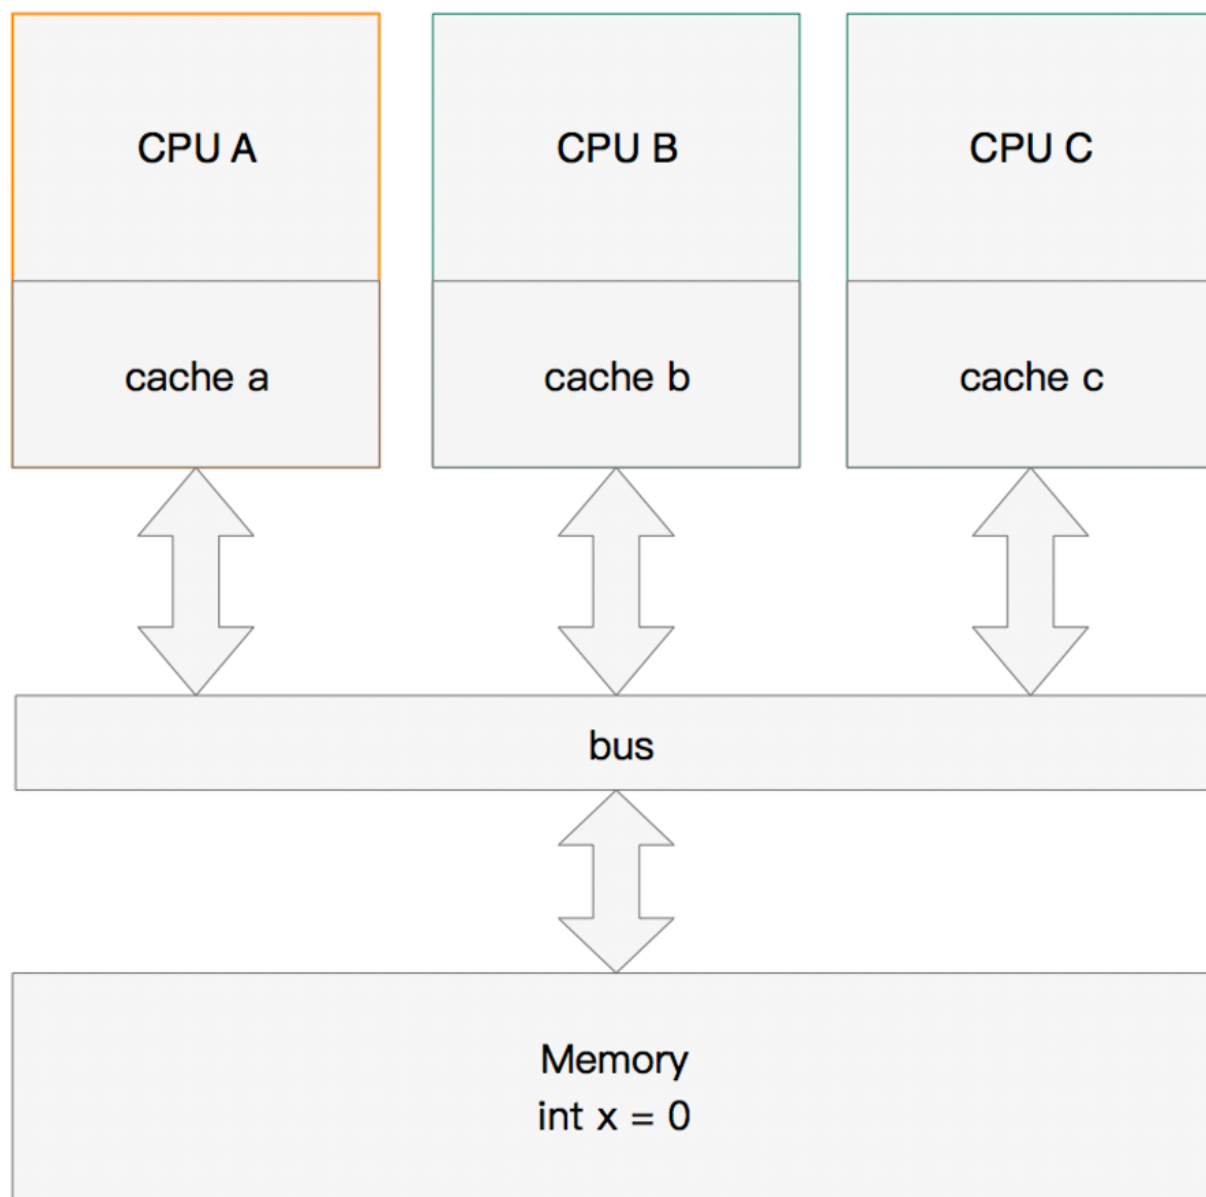 CPU A
CPU B
CPU C
cache a
cache b
cache c
bus
Memory
int x = 0